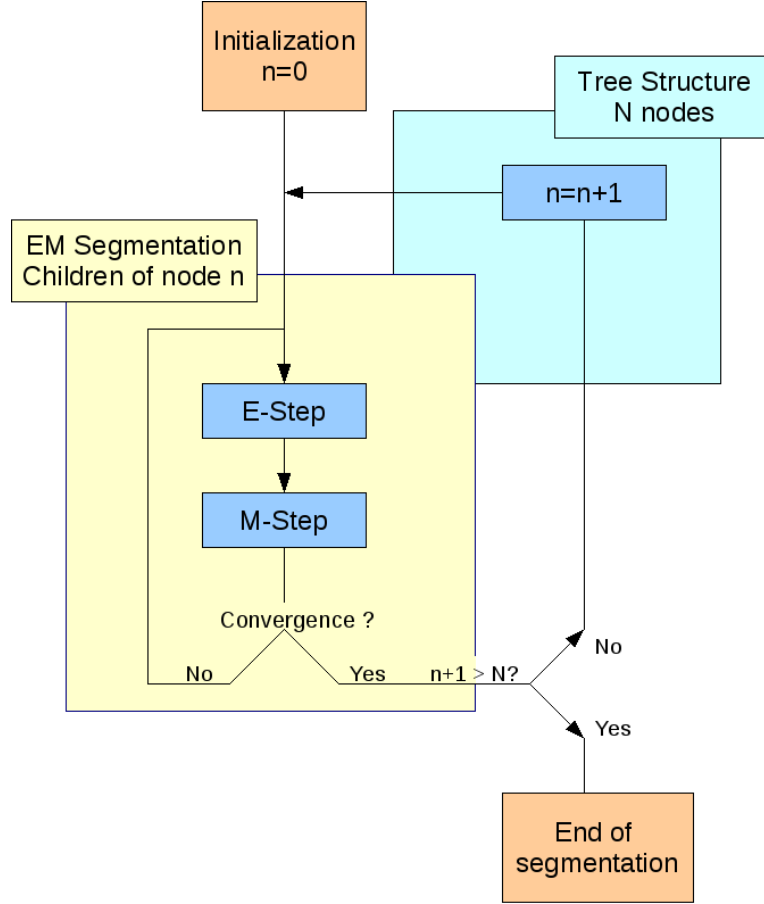 Initialization
n=0
Tree Structure
N nodes
n=n+1
EM Segmentation
Children of node n
E-Step
M-Step
Convergence ?
No
Yes
n+1 > N?
No
Yes
End of
segmentation